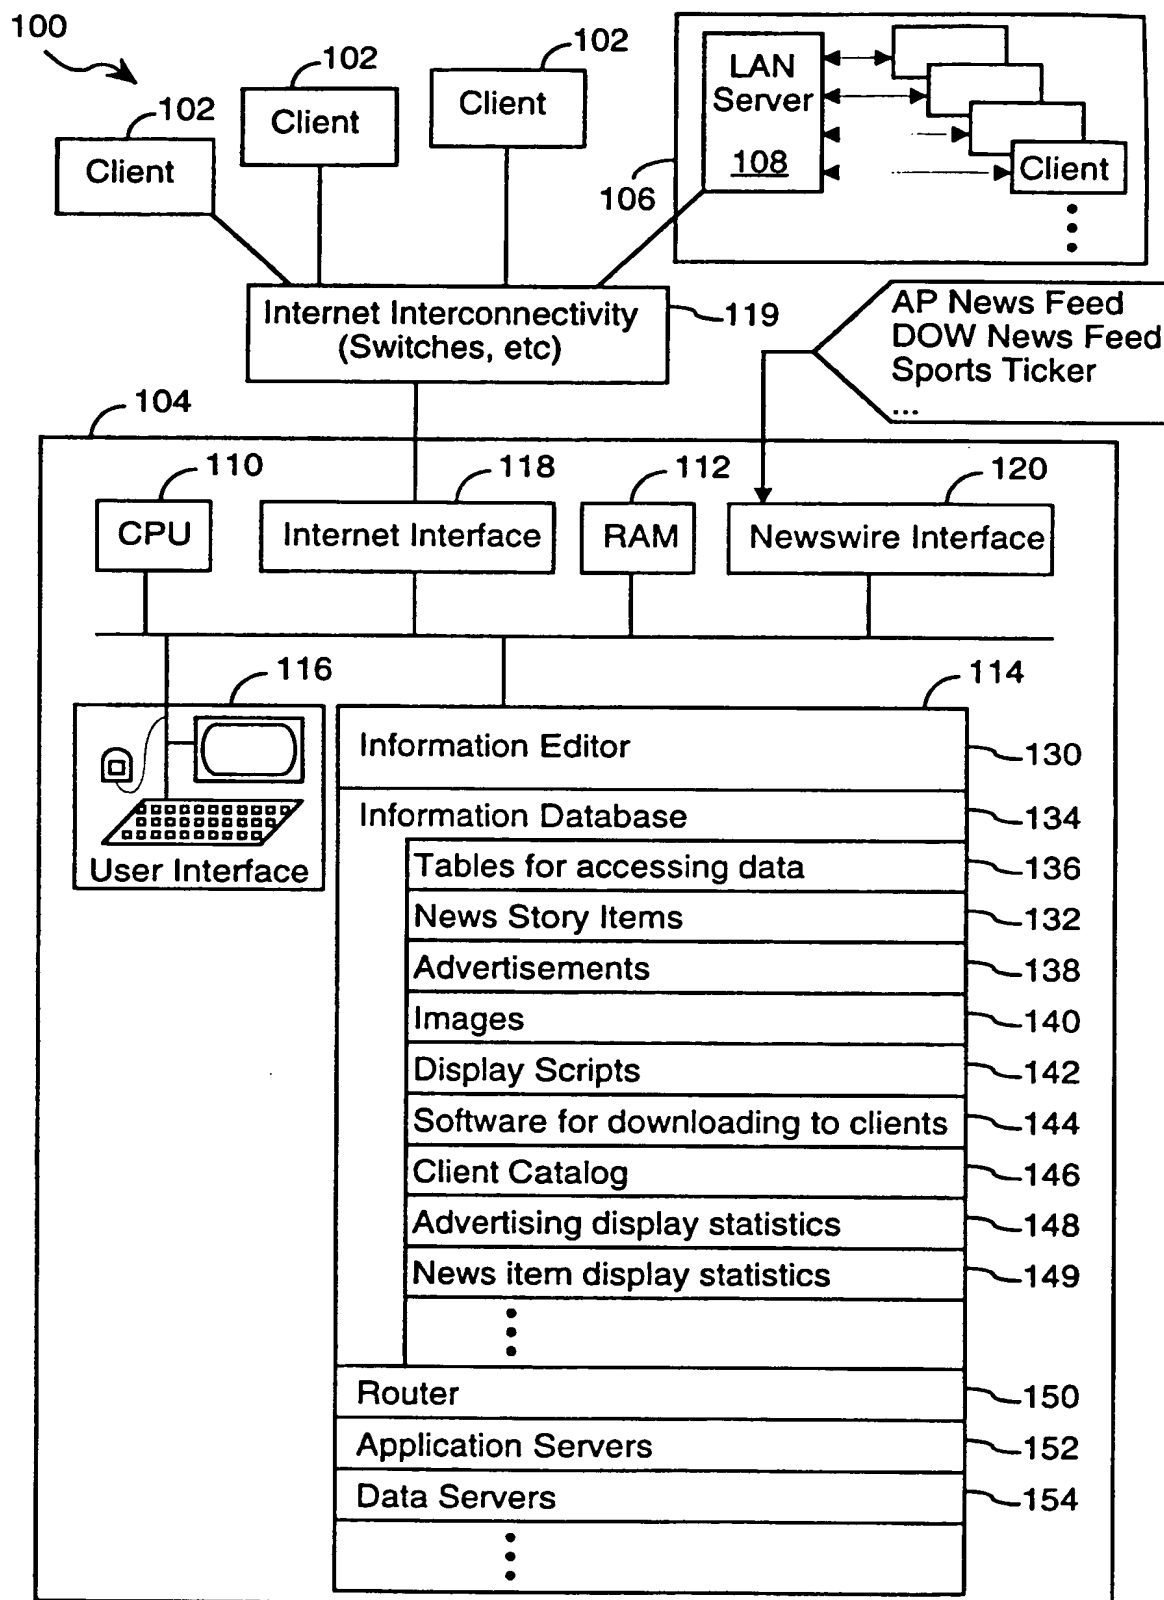 100
102
Client
102
Client
102
Client
106
LAN
Server
108
Client
Internet Interconnectivity
(Switches, etc)
119
AP News Feed
DOW News Feed
Sports Ticker
...
104
110
CPU
118
Internet Interface
112
RAM
120
Newswire Interface
116
User Interface
114
Information Editor
130
Information Database
134
Tables for accessing data
136
News Story Items
132
Advertisements
138
Images
140
Display Scripts
142
Software for downloading to clients
144
Client Catalog
146
Advertising display statistics
148
News item display statistics
149
Router
150
Application Servers
152
Data Servers
154